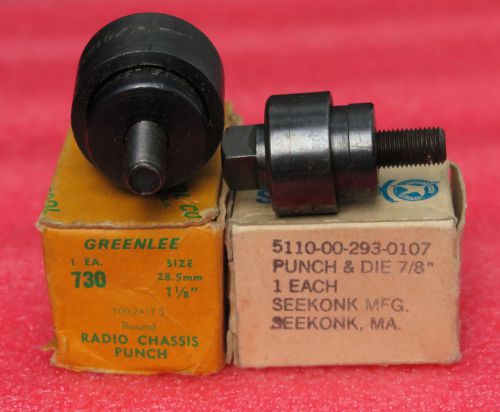 GREENLEE
1 EA. SIZE
730 28.5mm
1 1/8"
500 2417.5
Round
RADIO CHASSIS
PUNCH
5110-00-293-0107
PUNCH & DIE 7/8"
1 EACH
SEEKONK MFG.
SEEKONK, MA.